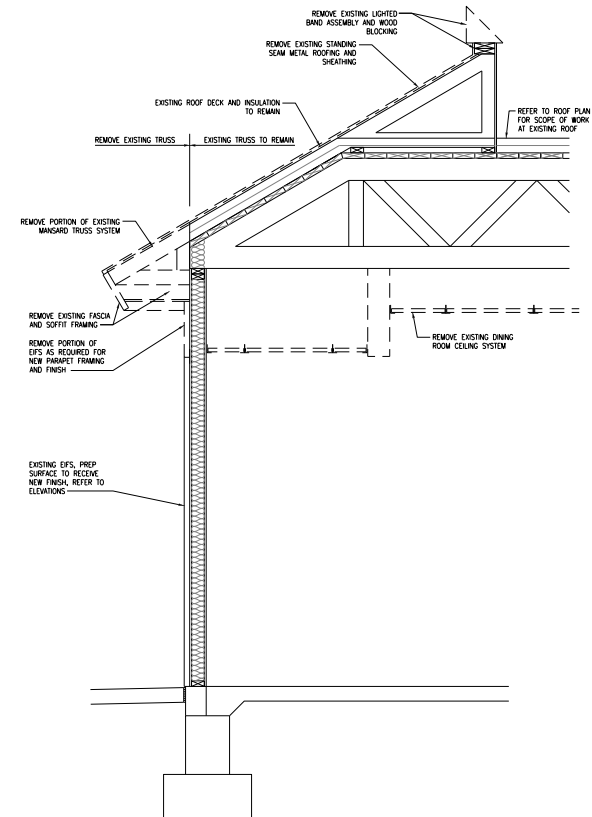 REMOVE EXISTING LIGHTED
BAND ASSEMBLY AND WOOD
BLOCKING
REMOVE EXISTING STANDING
SEAM METAL ROOFING AND
SHEATHING
EXISTING ROOF DECK AND INSULATION
TO REMAIN
REFER TO ROOF PLAN
FOR SCOPE OF WORK
AT EXISTING ROOF
REMOVE EXISTING TRUSS
EXISTING TRUSS TO REMAIN
REMOVE PORTION OF EXISTING
MANSARD TRUSS SYSTEM
REMOVE EXISTING FASCIA
AND SOFFIT FRAMING
REMOVE PORTION OF
EIFS AS REQUIRED FOR
NEW PARAPET FRAMING
AND FINISH
REMOVE EXISTING DINING
ROOM CEILING SYSTEM
EXISTING EIFS, PREP
SURFACE TO RECEIVE
NEW FINISH, REFER TO
ELEVATIONS